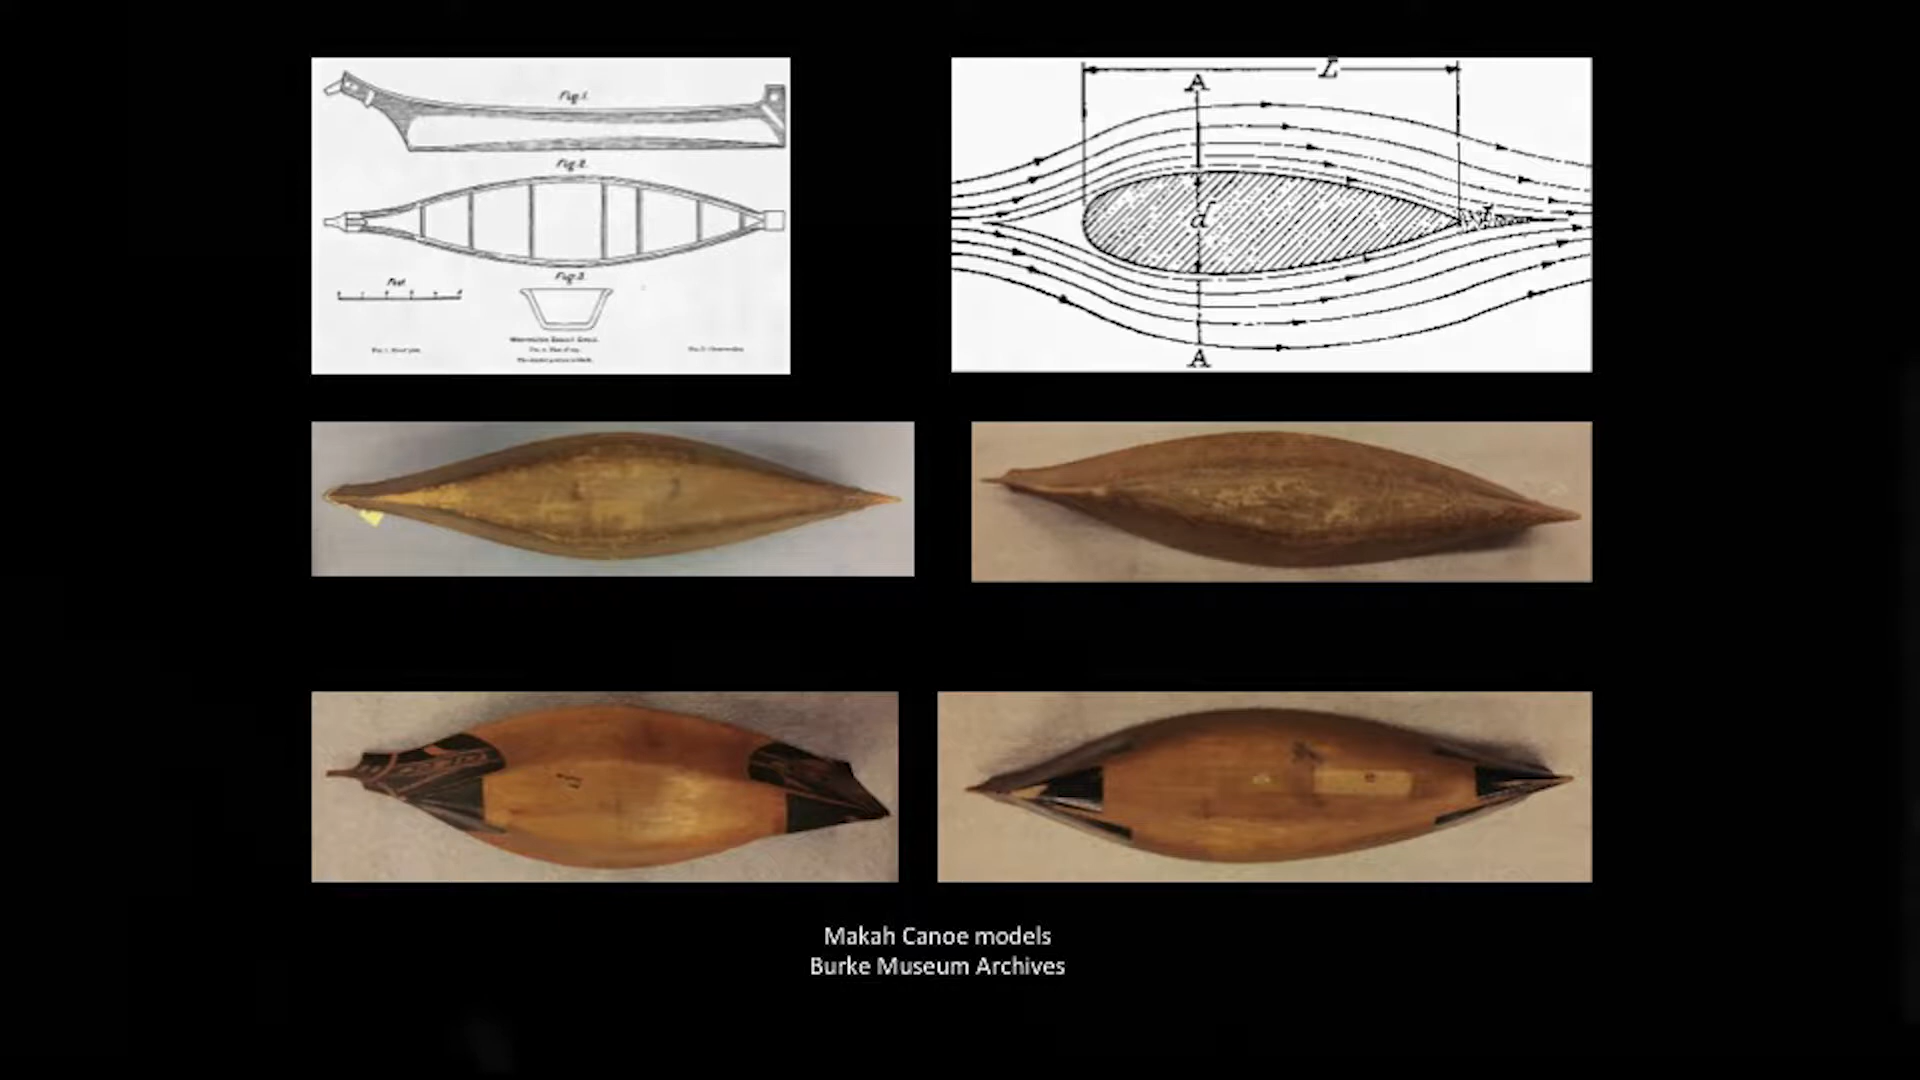 Fig. 1.
Fig. 2.
Feet
Fig. 3
L
A
d
A
Makah Canoe models
Burke Museum Archives